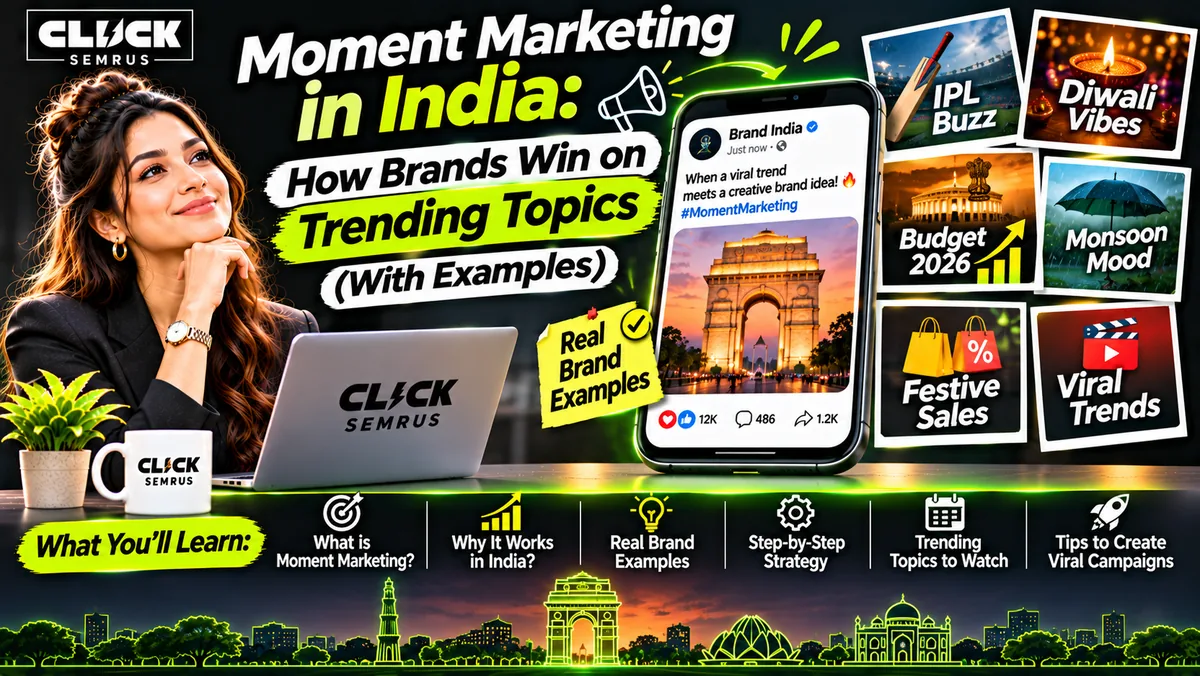 CLICK
SEMRUS
Moment Marketing
in India:
How Brands Win on
Trending Topics
(With Examples)
Real
Brand
Examples
Brand India
Just now
When a viral trend
meets a creative brand idea! 🔥
#MomentMarketing
12K
486
1.2K
IPL
Buzz
Diwali
Vibes
Budget
2026
Monsoon
Mood
%
Festive
Sales
Viral
Trends
CLICK
SEMRUS
CLICK
SEMRUS
What You'll Learn:
What is
Moment Marketing?
Why It Works
in India?
Real Brand
Examples
Step-by-Step
Strategy
Trending
Topics to Watch
Tips to Create
Viral Campaigns